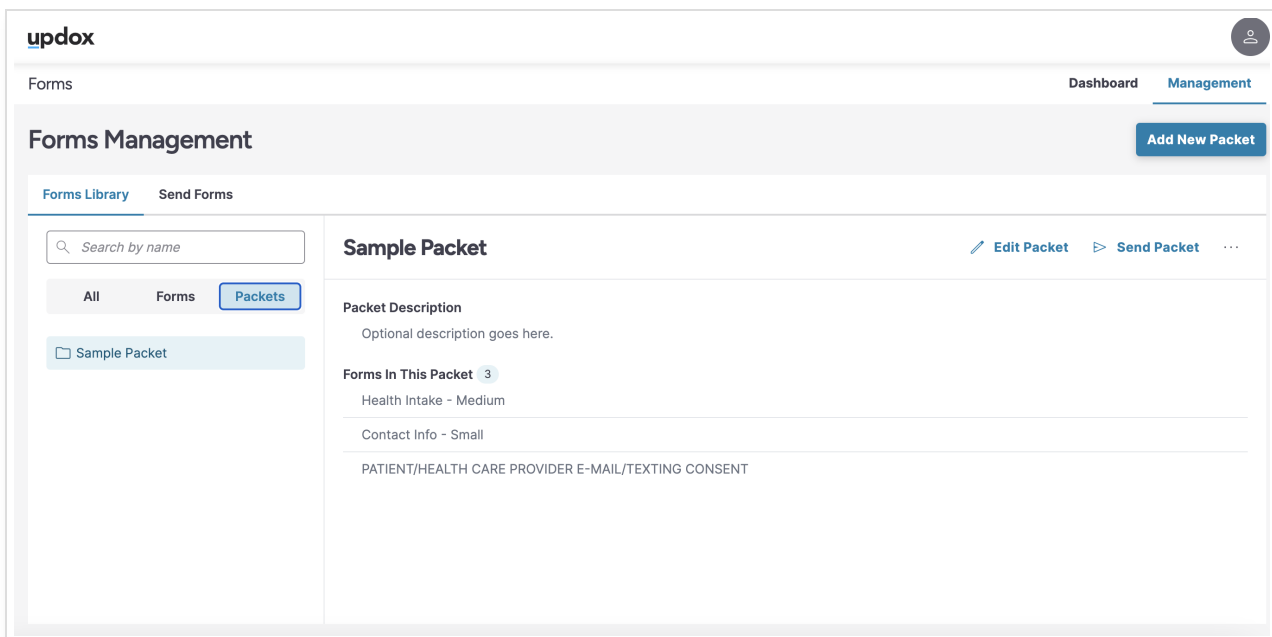 updox
Forms
Dashboard
Management
Forms Management
Add New Packet
Forms Library
Send Forms
Search by name
All
Forms
Packets
Sample Packet
Sample Packet
Edit Packet
Send Packet
...
Packet Description
Optional description goes here.
Forms In This Packet 3
Health Intake - Medium
Contact Info - Small
PATIENT/HEALTH CARE PROVIDER E-MAIL/TEXTING CONSENT